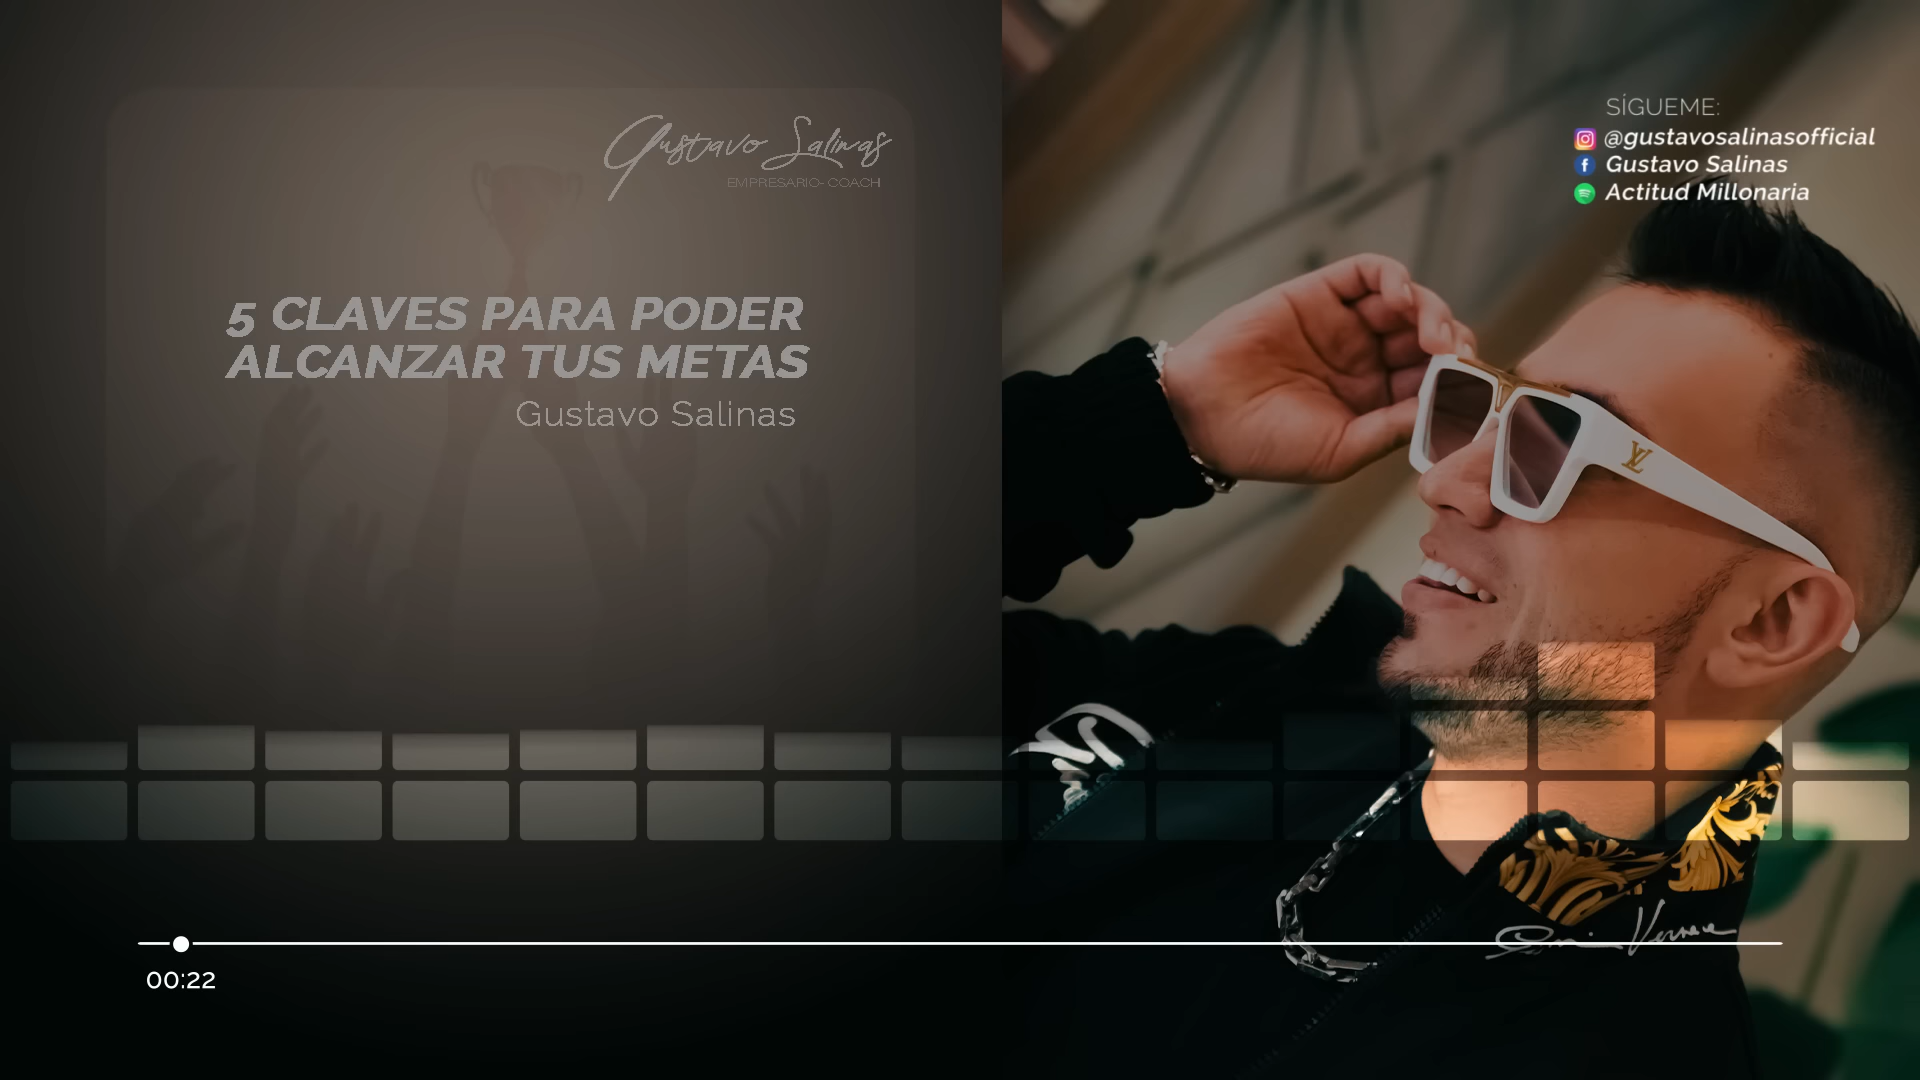 Gustavo Salinas
EMPRESARIO- COACH
5 CLAVES PARA PODER
ALCANZAR TUS METAS
Gustavo Salinas
SÍGUEME:
@gustavosalinasofficial
Gustavo Salinas
Actitud Millonaria
LV
00:22